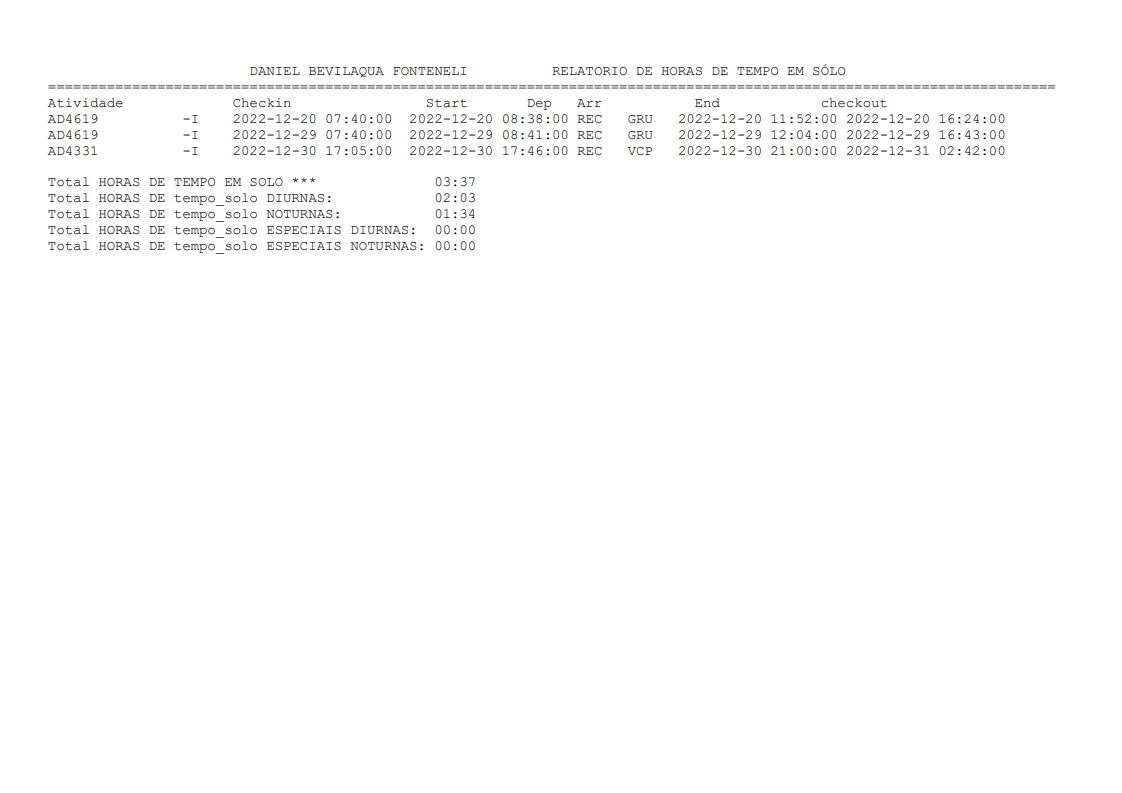 DANIEL BEVILAQUA FONTENELI RELATORIO DE HORAS DE TEMPO EM SÓLO
========================================================================================================================
Atividade Checkin Start Dep Arr End checkout
AD4619 -I 2022-12-20 07:40:00 2022-12-20 08:38:00 REC GRU 2022-12-20 11:52:00 2022-12-20 16:24:00
AD4619 -I 2022-12-29 07:40:00 2022-12-29 08:41:00 REC GRU 2022-12-29 12:04:00 2022-12-29 16:43:00
AD4331 -I 2022-12-30 17:05:00 2022-12-30 17:46:00 REC VCP 2022-12-30 21:00:00 2022-12-31 02:42:00
Total HORAS DE TEMPO EM SOLO *** 03:37
Total HORAS DE tempo_solo DIURNAS: 02:03
Total HORAS DE tempo_solo NOTURNAS: 01:34
Total HORAS DE tempo_solo ESPECIAIS DIURNAS: 00:00
Total HORAS DE tempo_solo ESPECIAIS NOTURNAS: 00:00